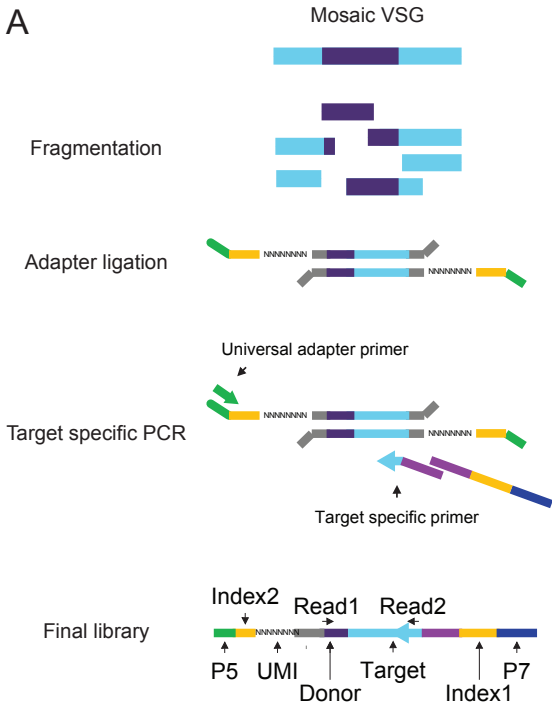 A
Mosaic VSG
Fragmentation
Adapter ligation
NNNNNNNN
NNNNNNNN
Universal adapter primer
NNNNNNNN
Target specific PCR
NNNNNNNN
Target specific primer
Index2
Read1
Read2
Final library
NNNNNNNN
P5
UMI
Target
P7
Donor
Index1